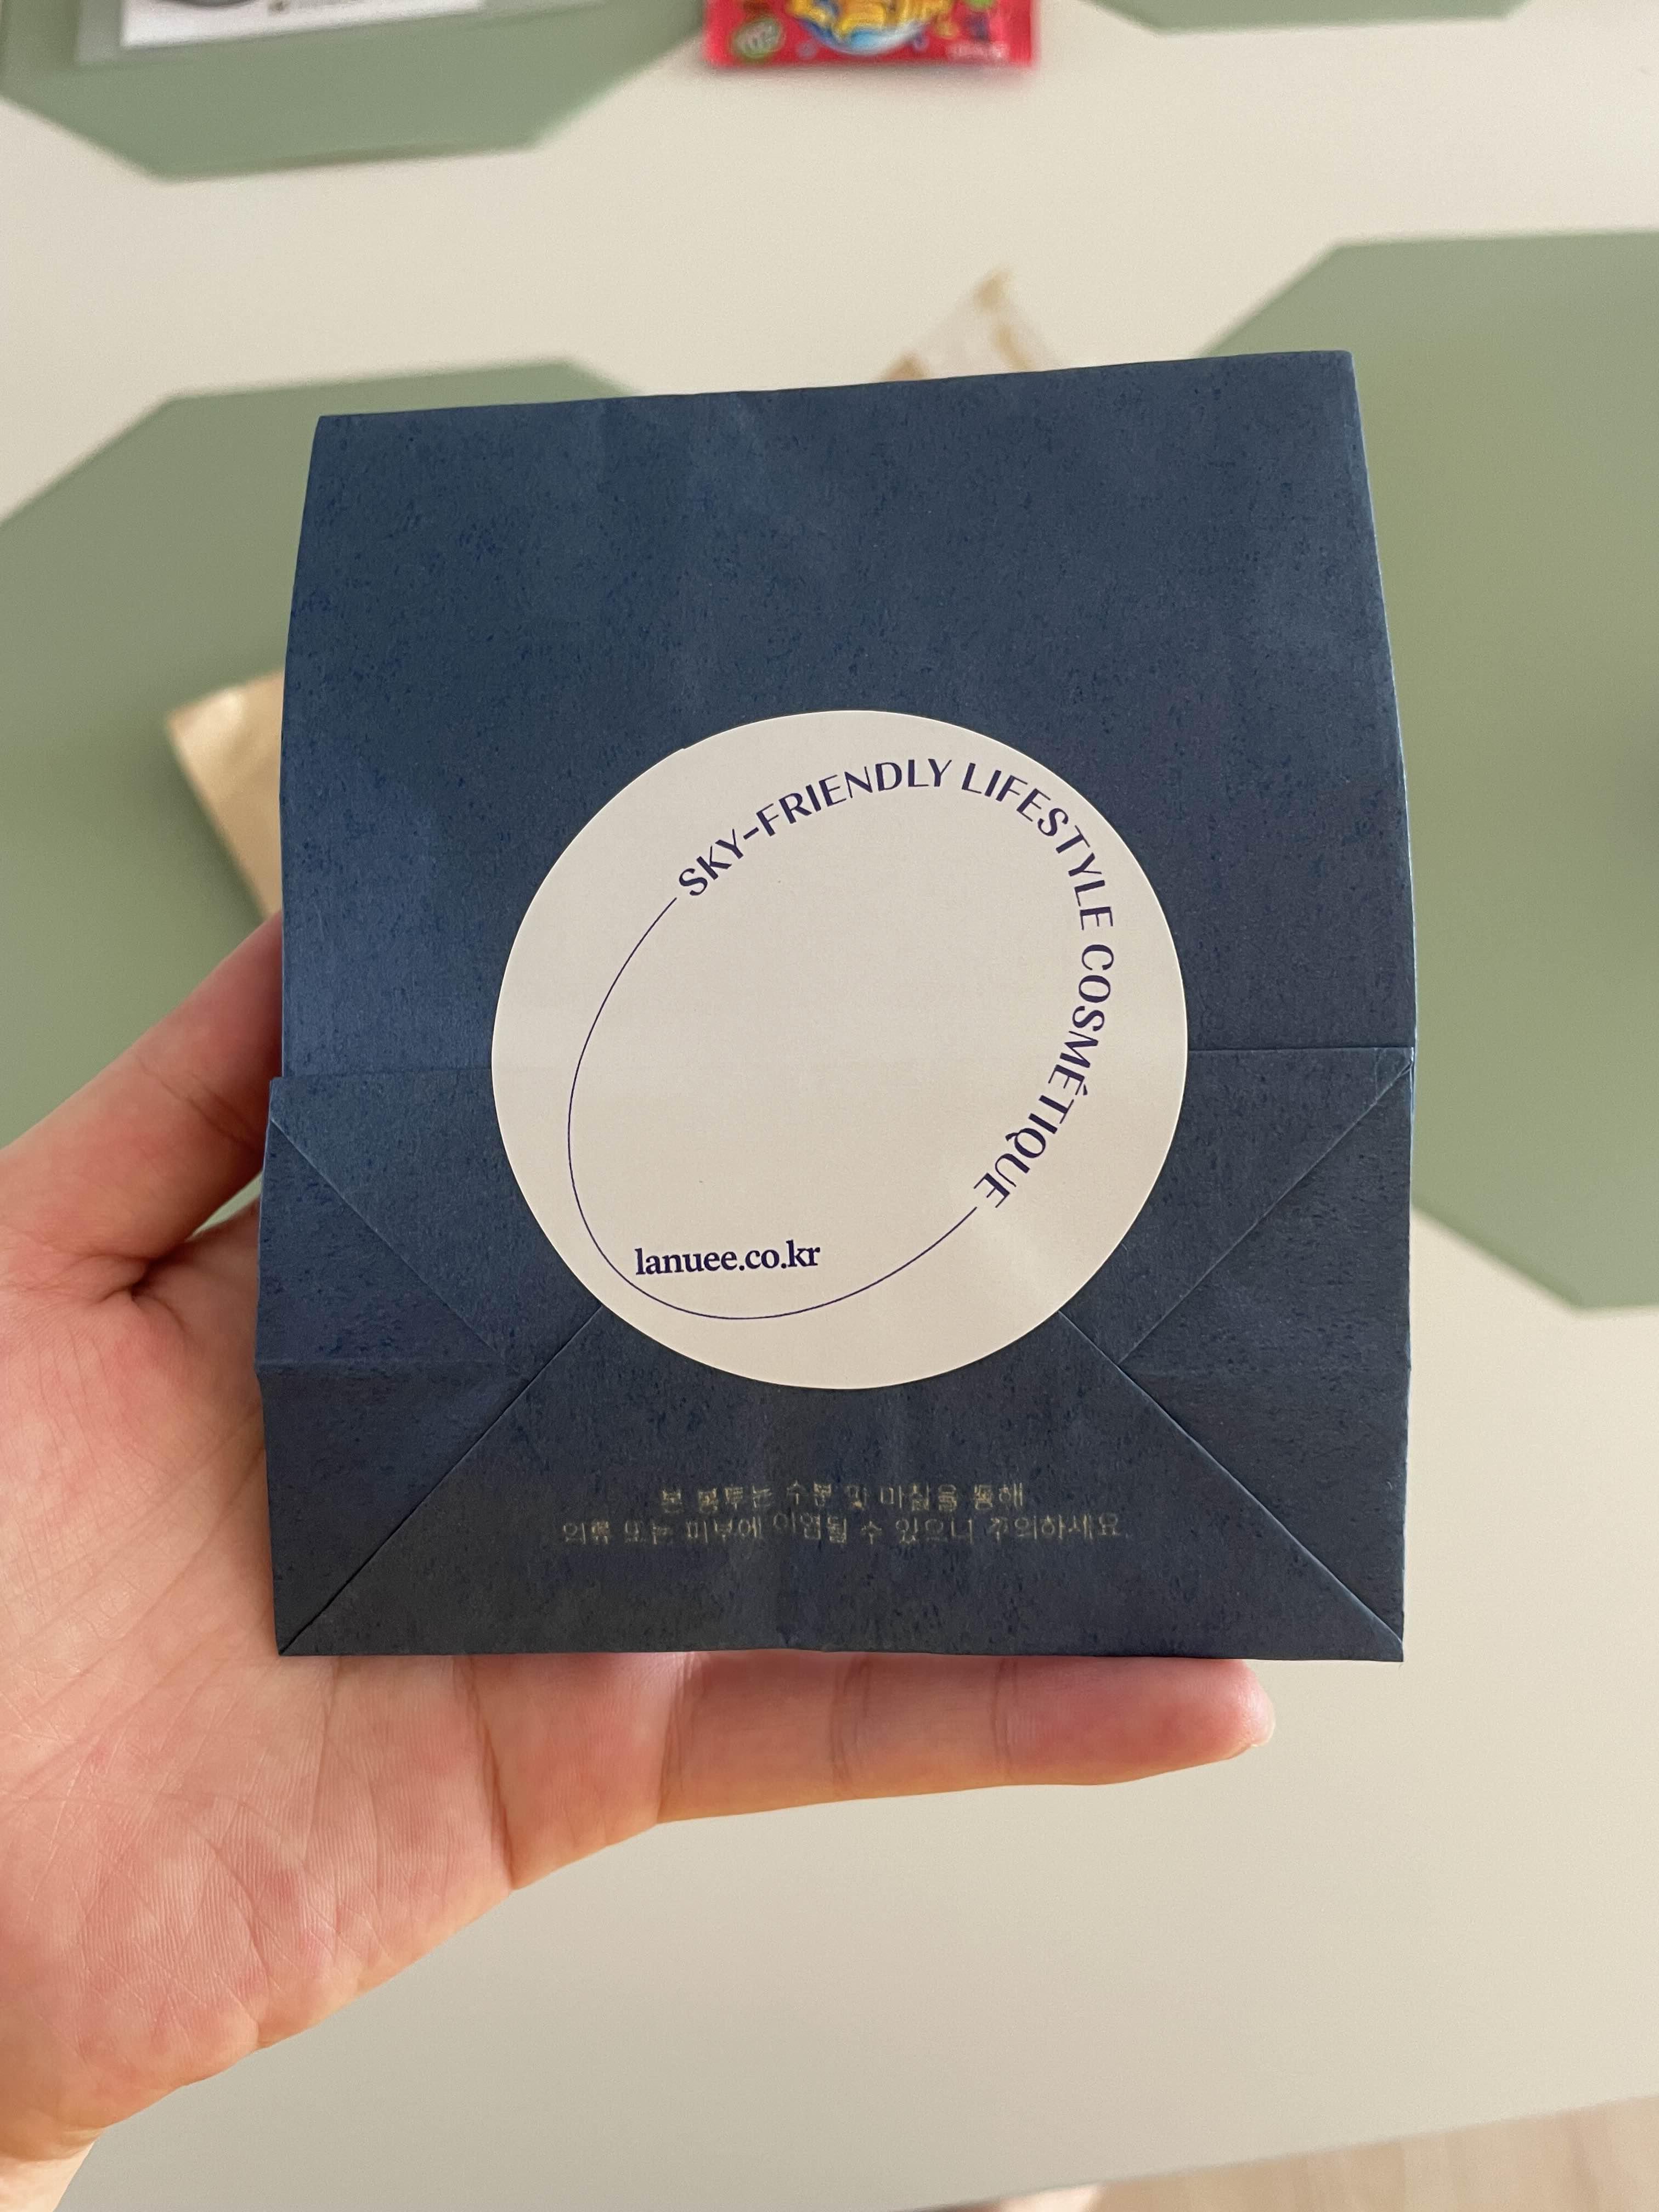 SKY-FRIENDLY LIFESTYLE COSMÉTIQUE
lanuee.co.kr
본 봉투는 수분 및 마찰을 통해
의류 또는 피부에 이염될 수 있으니 주의하세요.